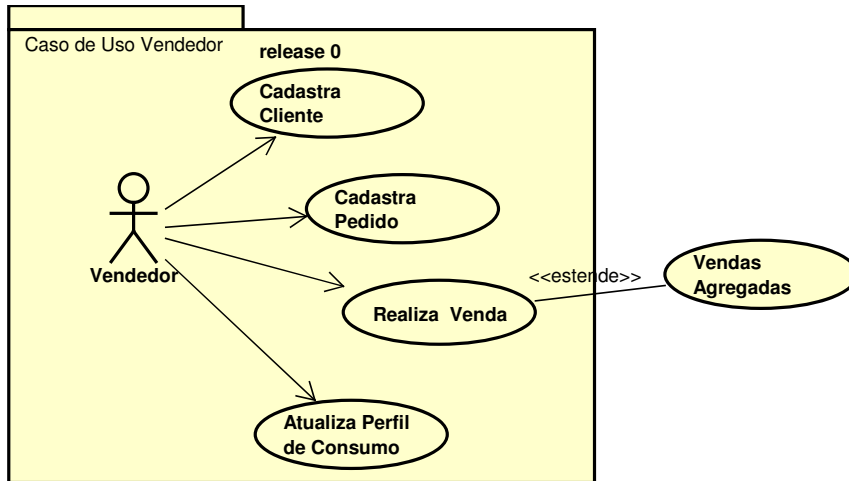 Caso de Uso Vendedor
release 0
Cadastra
Cliente
Cadastra
Pedido
Vendedor
<<estende>>
Vendas
Agregadas
Realiza Venda
Atualiza Perfil
de Consumo